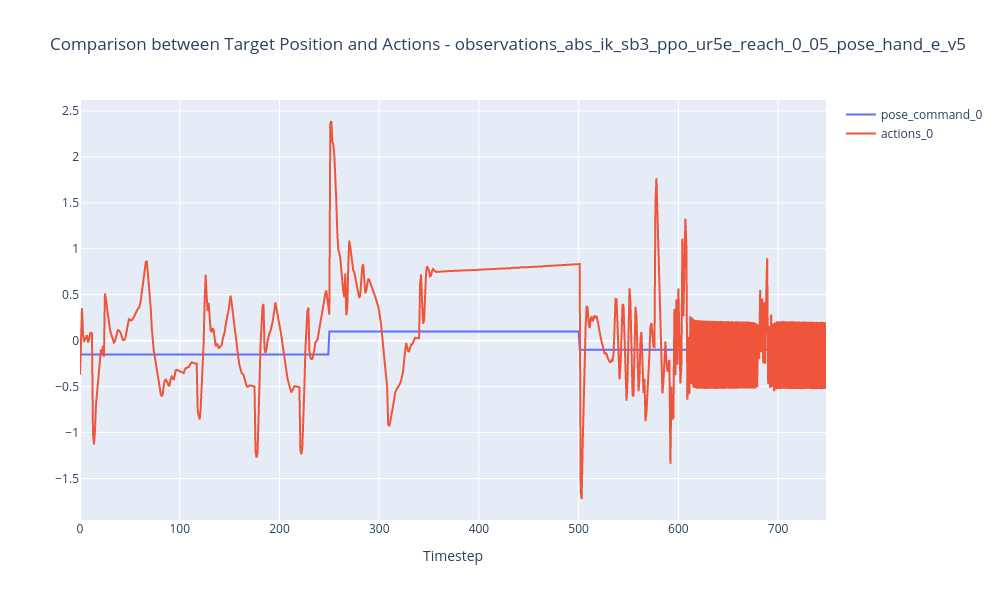 Comparison between Target Position and Actions - observations_abs_ik_sb3_ppo_ur5e_reach_0_05_pose_hand_e_v5
pose_command_0
actions_0
2.5
2
1.5
1
0.5
0
−0.5
−1
−1.5
0 100 200 300 400 500 600 700
Timestep